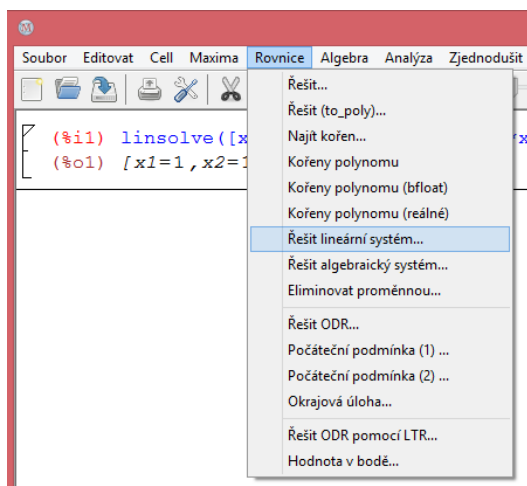 Soubor Editovat Cell Maxima Rovnice Algebra Analýza Zjednodušit
(%i1) linsolve([x
(%o1) [x1=1,x2=1
Řešit...
Řešit (to_poly)...
Najít kořen...
Kořeny polynomu
Kořeny polynomu (bfloat)
Kořeny polynomu (reálné)
Řešit lineární systém...
Řešit algebraický systém...
Eliminovat proměnnou...
Řešit ODR...
Počáteční podmínka (1) ...
Počáteční podmínka (2) ...
Okrajová úloha...
Řešit ODR pomocí LTR...
Hodnota v bodě...